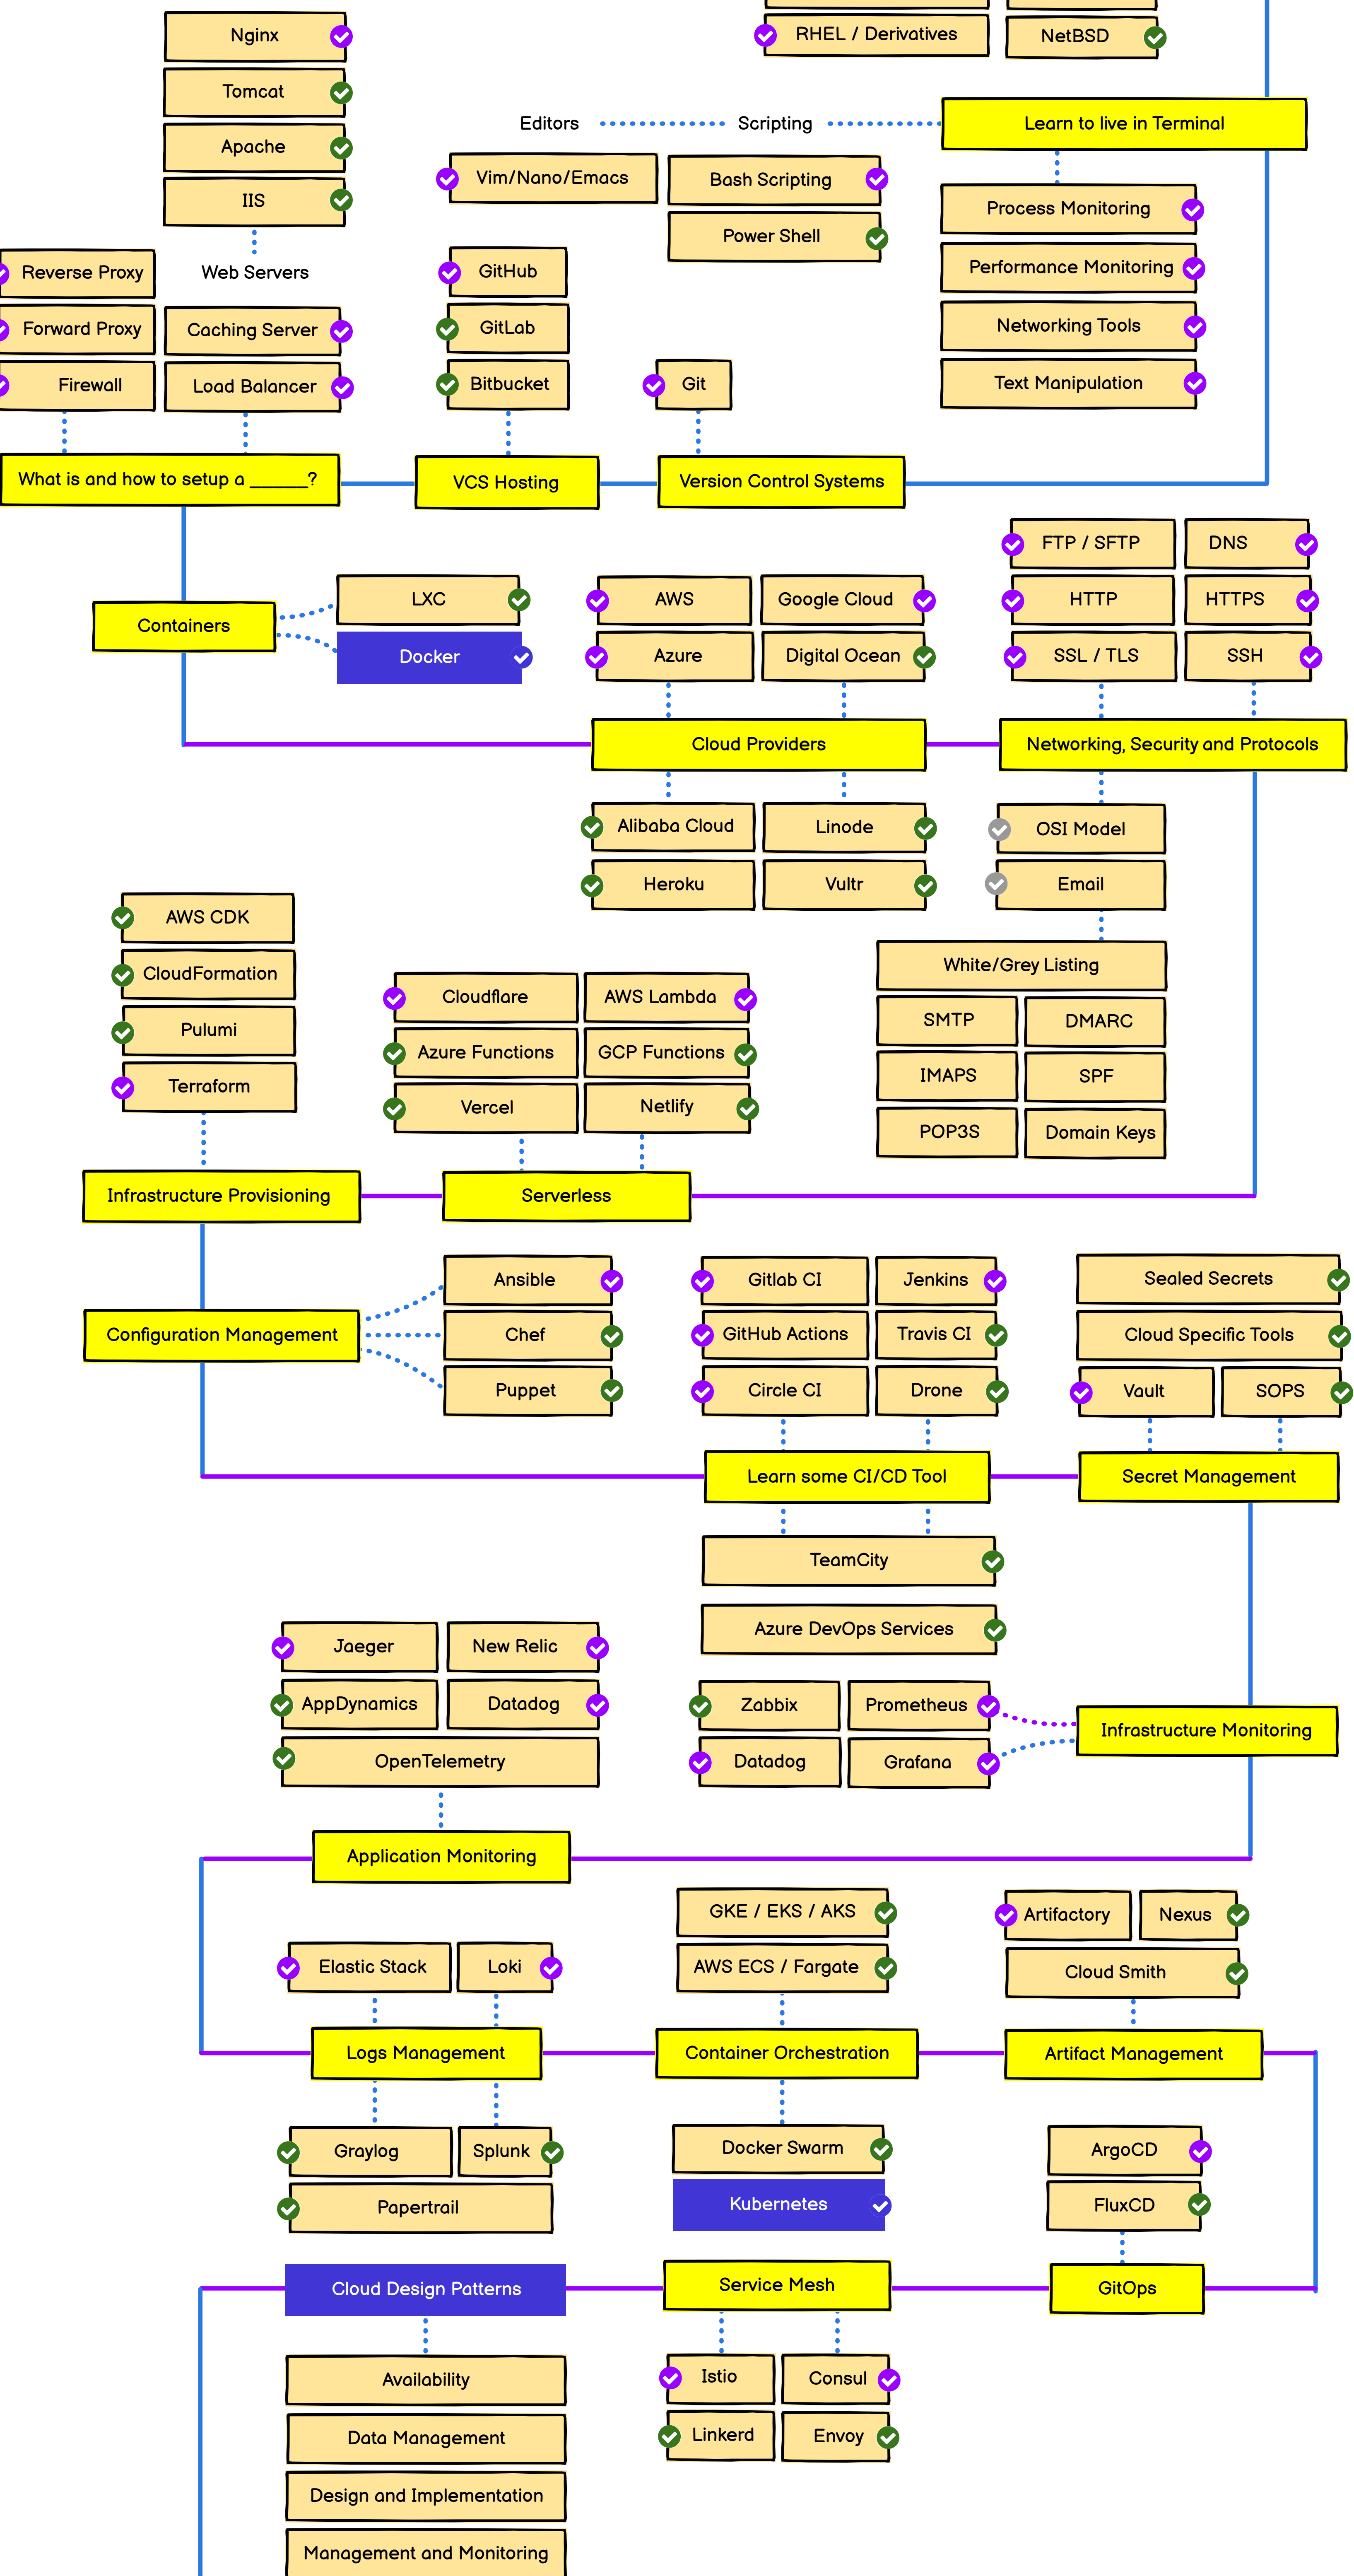 Nginx
RHEL / Derivatives
NetBSD
Tomcat
Apache
IIS
Editors
Scripting
Learn to live in Terminal
Vim/Nano/Emacs
Bash Scripting
Power Shell
Process Monitoring
Performance Monitoring
Networking Tools
Text Manipulation
Reverse Proxy
Web Servers
Forward Proxy
Caching Server
Firewall
Load Balancer
GitHub
GitLab
Bitbucket
Git
What is and how to setup a ______?
VCS Hosting
Version Control Systems
FTP / SFTP
DNS
HTTP
HTTPS
SSL / TLS
SSH
Containers
LXC
Docker
AWS
Google Cloud
Azure
Digital Ocean
Cloud Providers
Networking, Security and Protocols
Alibaba Cloud
Linode
Heroku
Vultr
OSI Model
Email
White/Grey Listing
SMTP
DMARC
IMAPS
SPF
POP3S
Domain Keys
AWS CDK
CloudFormation
Pulumi
Terraform
Cloudflare
AWS Lambda
Azure Functions
GCP Functions
Vercel
Netlify
Infrastructure Provisioning
Serverless
Configuration Management
Ansible
Chef
Puppet
Gitlab CI
Jenkins
GitHub Actions
Travis CI
Circle CI
Drone
Sealed Secrets
Cloud Specific Tools
Vault
SOPS
Learn some CI/CD Tool
Secret Management
TeamCity
Azure DevOps Services
Jaeger
New Relic
AppDynamics
Datadog
OpenTelemetry
Zabbix
Prometheus
Datadog
Grafana
Infrastructure Monitoring
Application Monitoring
GKE / EKS / AKS
AWS ECS / Fargate
Artifactory
Nexus
Cloud Smith
Elastic Stack
Loki
Logs Management
Container Orchestration
Artifact Management
Graylog
Splunk
Papertrail
Docker Swarm
Kubernetes
ArgoCD
FluxCD
Cloud Design Patterns
Service Mesh
GitOps
Availability
Data Management
Design and Implementation
Management and Monitoring
Istio
Consul
Linkerd
Envoy